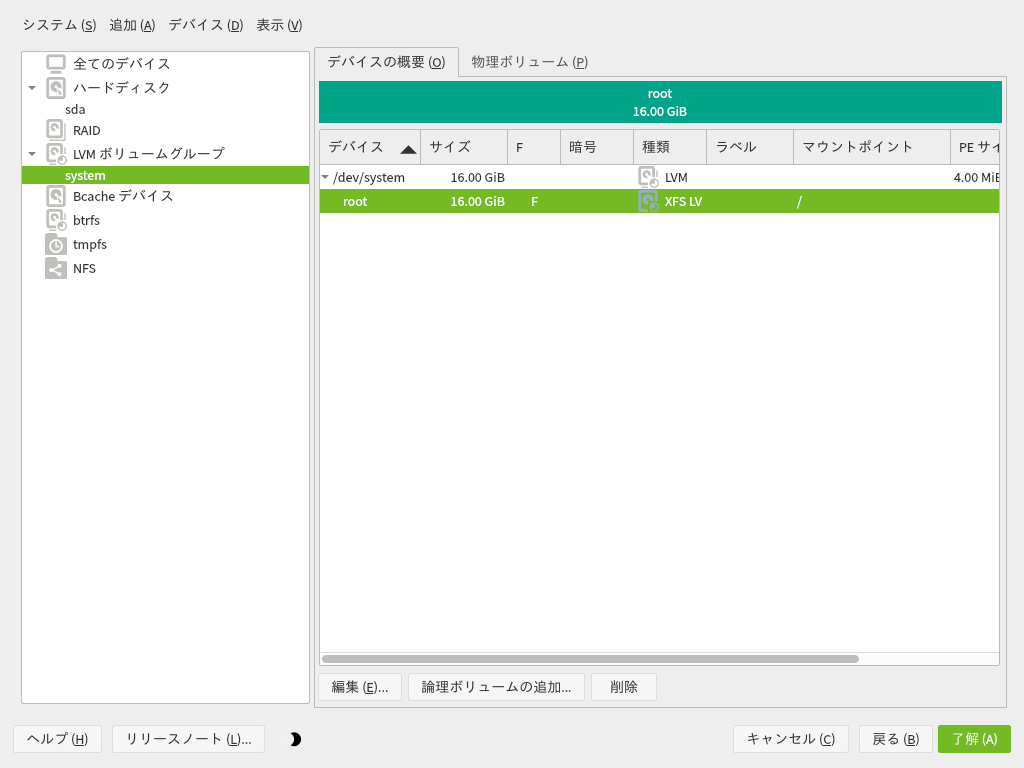 システム (S) 追加 (A) デバイス (D) 表示 (V)
全てのデバイス
ハードディスク
sda
RAID
LVM ボリュームグループ
system
Bcache デバイス
btrfs
tmpfs
NFS
デバイスの概要 (O) 物理ボリューム (P)
root
16.00 GiB
デバイス サイズ F 暗号 種類 ラベル マウントポイント PE サイ
/dev/system 16.00 GiB LVM 4.00 MiB
root 16.00 GiB F XFS LV /
編集 (E)... 論理ボリュームの追加... 削除
ヘルプ (H) リリースノート (L)... キャンセル (C) 戻る (B) 了解 (A)